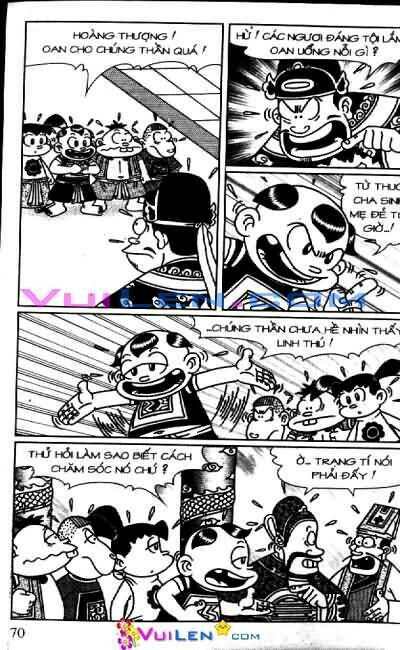 HOÀNG THƯỢNG !
OAN CHO CHÚNG THẦN QUÁ !
HỪ ! CÁC NGƯƠI ĐÁNG TỘI LẮM
OAN UỔNG NỖI GÌ ?
TỪ THUỞ
CHA SINH
MẸ ĐẺ TỚI
GIỜ...!
VUILEN.COM
...CHÚNG THẦN CHƯA HỀ NHÌN THẤY
LINH THÚ !
THỬ HỎI LÀM SAO BIẾT CÁCH
CHĂM SÓC NÓ CHỨ ?
Ờ... TRẠNG TÍ NÓI
PHẢI ĐẤY !
70
VUILEN.COM